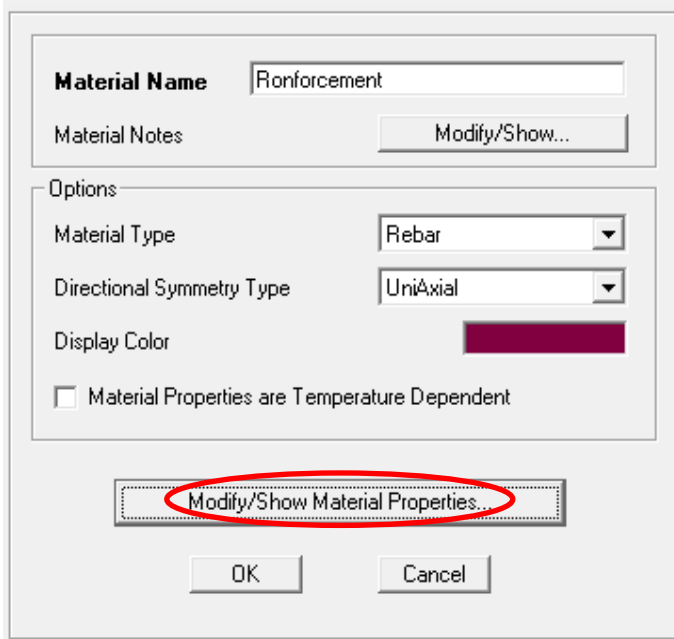 Material Name Ronforcement
Material Notes Modify/Show...
Options
Material Type Rebar
Directional Symmetry Type UniAxial
Display Color
Material Properties are Temperature Dependent
Modify/Show Material Properties...
OK Cancel